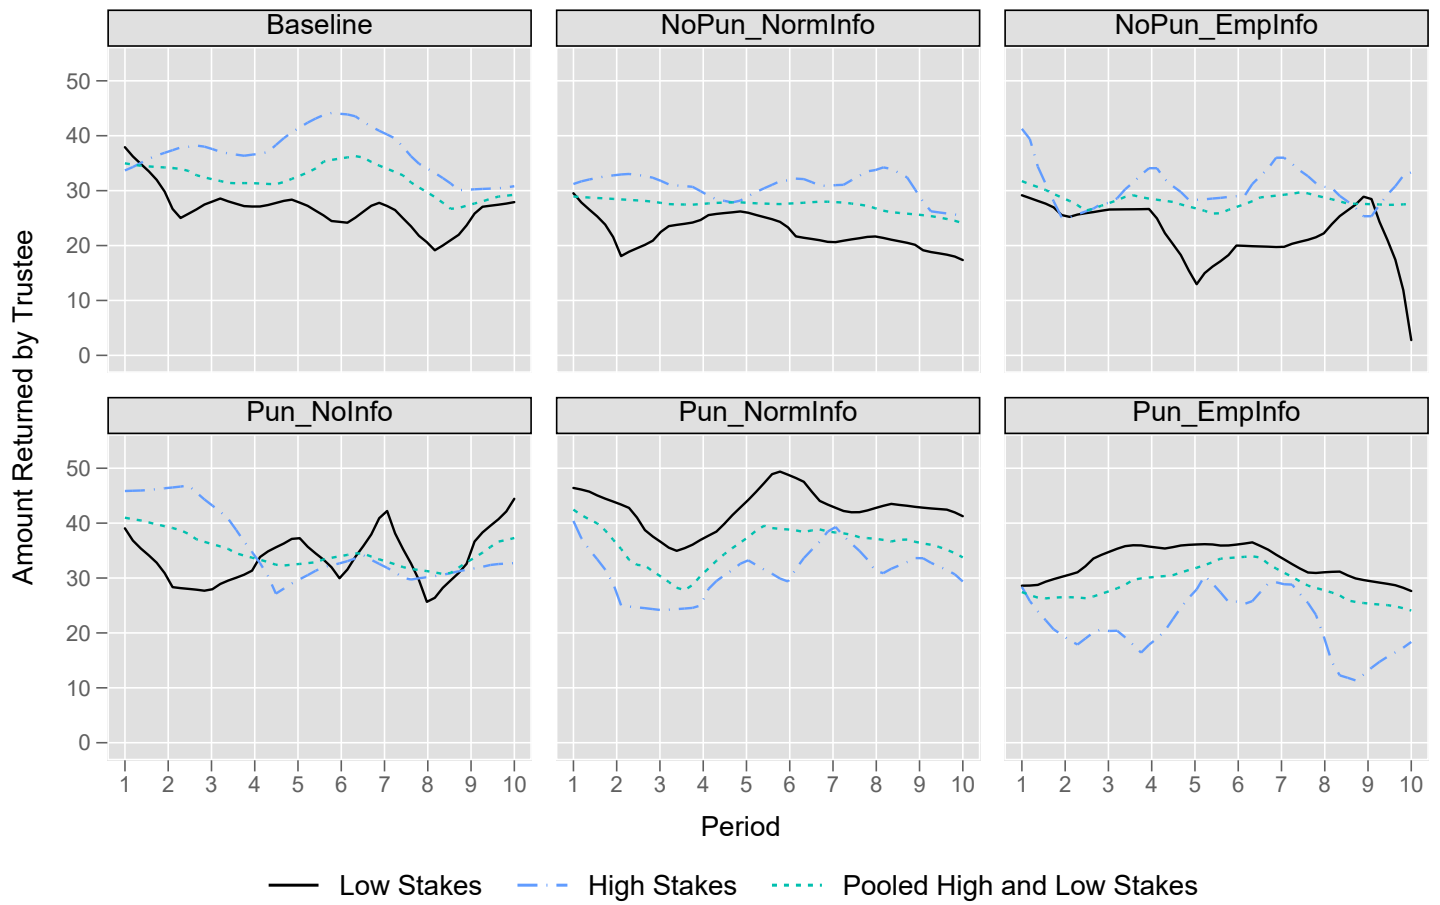 Baseline NoPun_NormInfo NoPun_EmpInfo
50
40
30
20
10
0
Pun_NoInfo Pun_NormInfo Pun_EmpInfo
50
40
30
20
10
0
Amount Returned by Trustee
1 2 3 4 5 6 7 8 9 10 1 2 3 4 5 6 7 8 9 10 1 2 3 4 5 6 7 8 9 10
Period
Low Stakes High Stakes Pooled High and Low Stakes